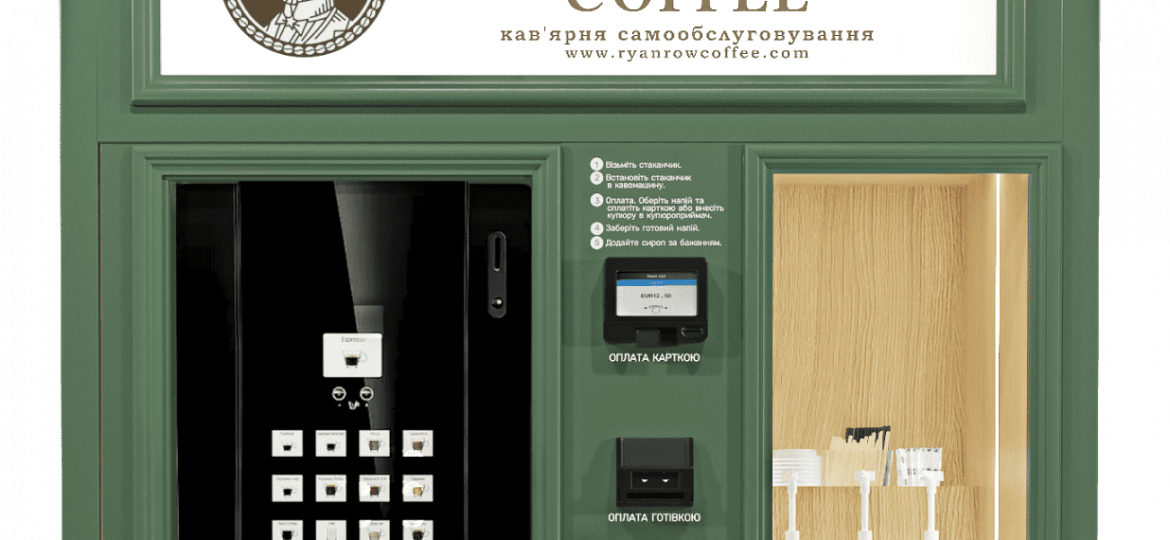 COFFEE
кав'ярня самообслуговування
www.ryanrowcoffee.com
1 Візьміть стаканчик.
2 Встановіть стаканчик
в кавомашину.
3 Оплата. Оберіть напій та
сплатіть карткою або внесіть
купюру в купюроприймач.
4 Заберіть готовий напій.
5 Додайте сироп за бажанням.
EUR12,50
ОПЛАТА КАРТКОЮ
Espresso
ОПЛАТА ГОТІВКОЮ